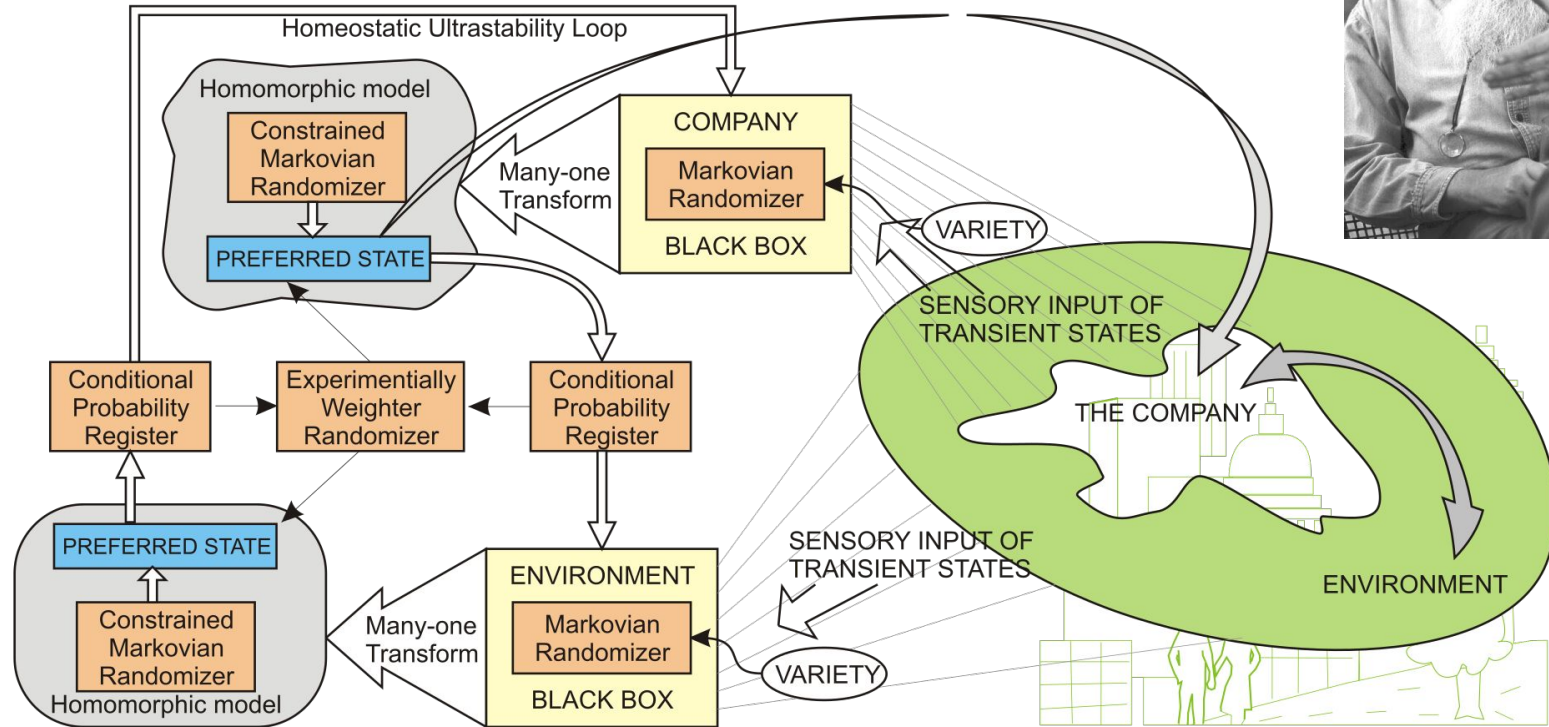 Homeostatic Ultrastability Loop
Homomorphic model
Constrained
Markovian
Randomizer
PREFERRED STATE
Many-one
Transform
COMPANY
Markovian
Randomizer
BLACK BOX
VARIETY
SENSORY INPUT OF
TRANSIENT STATES
THE COMPANY
ENVIRONMENT
Conditional
Probability
Register
Experimentially
Weighter
Randomizer
Conditional
Probability
Register
PREFERRED STATE
Constrained
Markovian
Randomizer
Homomorphic model
Many-one
Transform
ENVIRONMENT
Markovian
Randomizer
BLACK BOX
SENSORY INPUT OF
TRANSIENT STATES
VARIETY